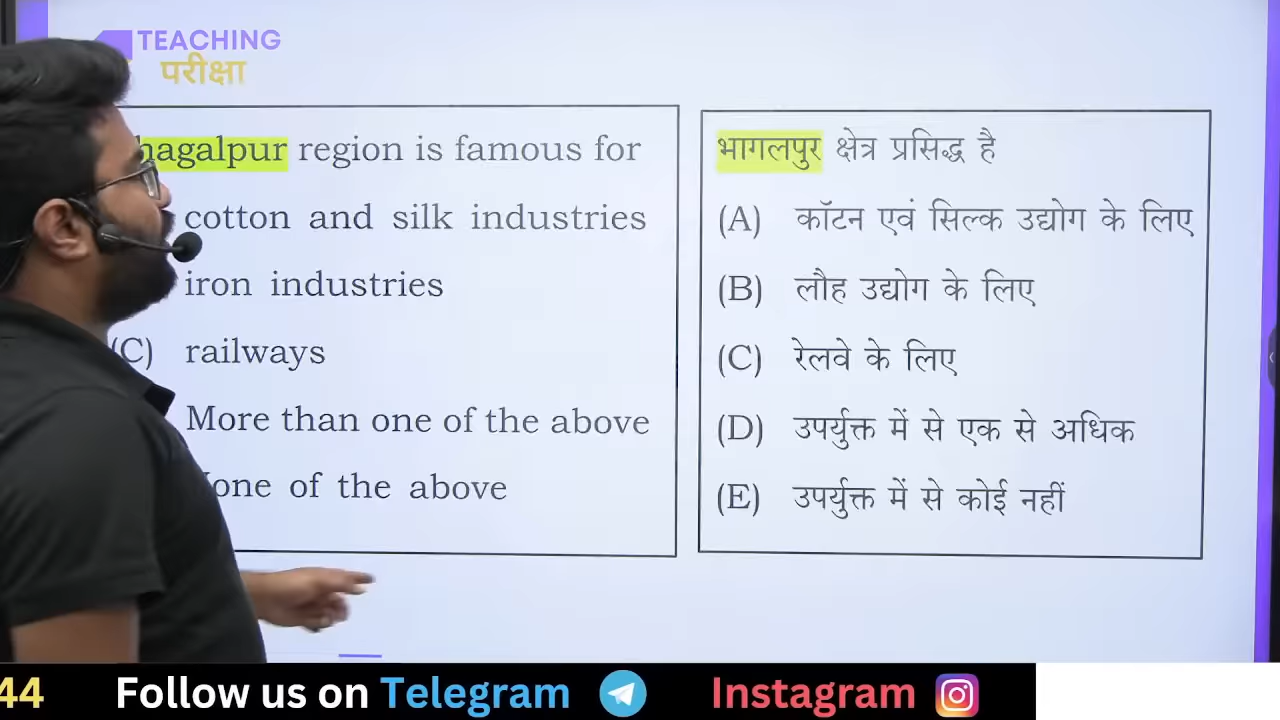 TEACHING
परीक्षा
hagalpur region is famous for
cotton and silk industries
iron industries
(C) railways
More than one of the above
one of the above
भागलपुर क्षेत्र प्रसिद्ध है
(A) कॉटन एवं सिल्क उद्योग के लिए
(B) लौह उद्योग के लिए
(C) रेलवे के लिए
(D) उपर्युक्त में से एक से अधिक
(E) उपर्युक्त में से कोई नहीं
44 Follow us on Telegram Instagram